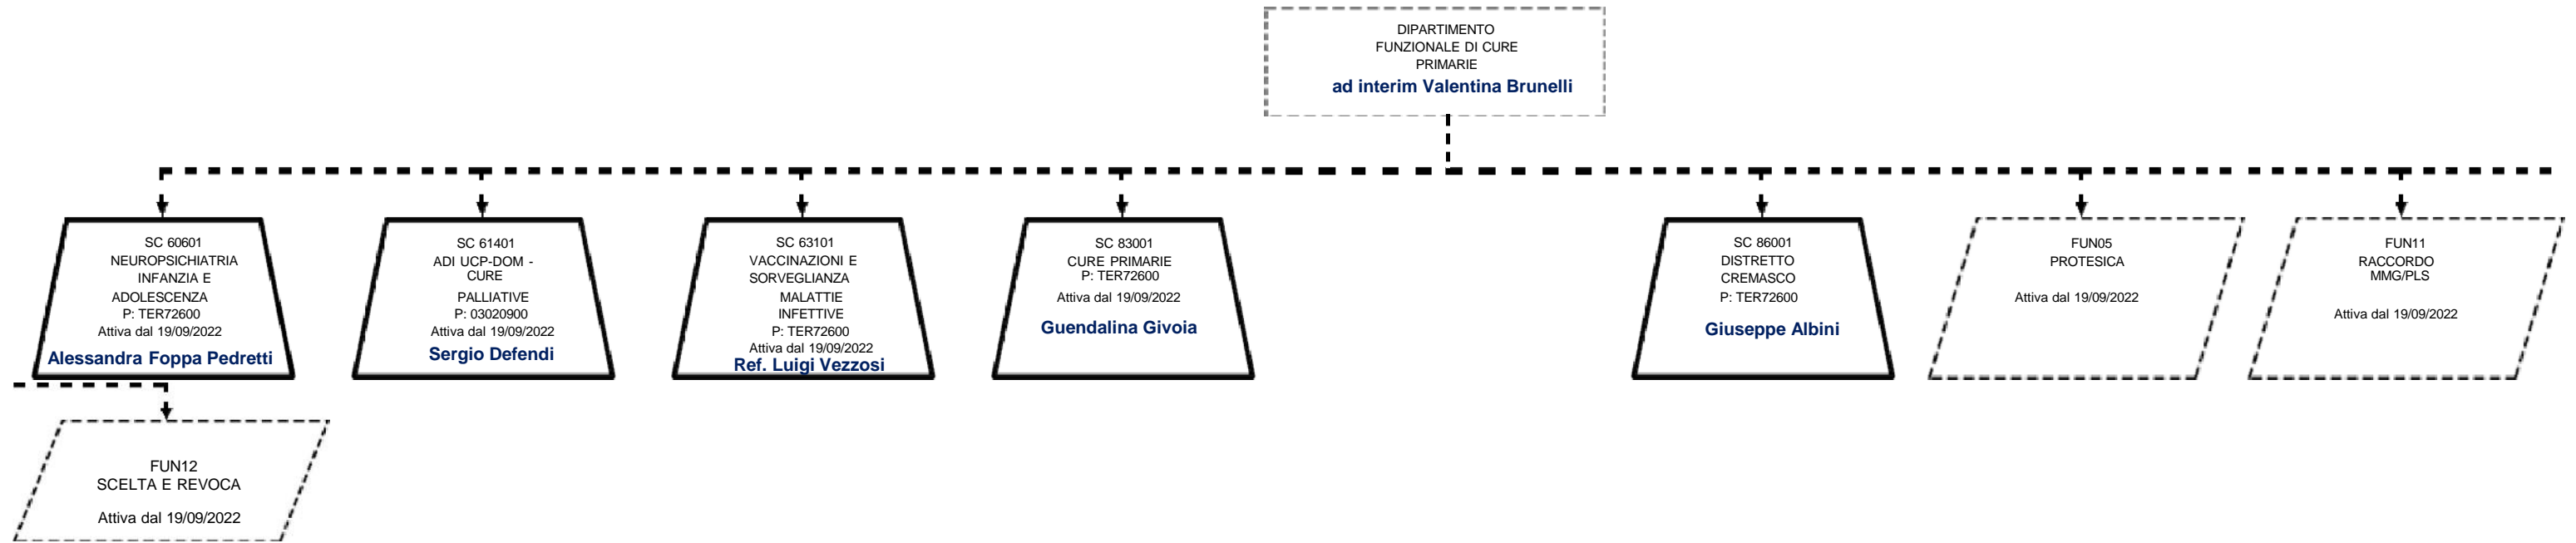 DIPARTIMENTO
FUNZIONALE DI CURE
PRIMARIE
ad interim Valentina Brunelli
SC 60601
NEUROPSICHIATRIA
INFANZIA E
ADOLESCENZA
P: TER72600
Attiva dal 19/09/2022
Alessandra Foppa Pedretti
SC 61401
ADI UCP-DOM -
CURE
PALLIATIVE
P: 03020900
Attiva dal 19/09/2022
Sergio Defendi
SC 63101
VACCINAZIONI E
SORVEGLIANZA
MALATTIE
INFETTIVE
P: TER72600
Attiva dal 19/09/2022
Ref. Luigi Vezzosi
SC 83001
CURE PRIMARIE
P: TER72600
Attiva dal 19/09/2022
Guendalina Givoia
SC 86001
DISTRETTO
CREMASCO
P: TER72600
Giuseppe Albini
FUN05
PROTESICA
Attiva dal 19/09/2022
FUN11
RACCORDO
MMG/PLS
Attiva dal 19/09/2022
FUN12
SCELTA E REVOCA
Attiva dal 19/09/2022